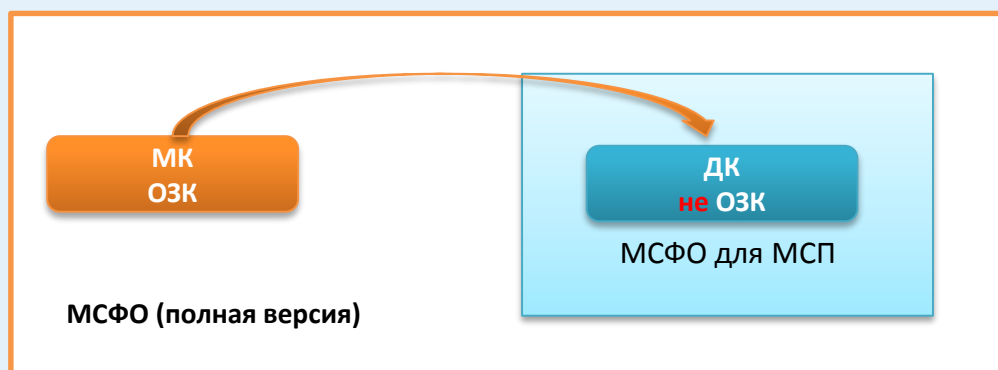 МК
ОЗК
ДК
не ОЗК
МСФО для МСП
МСФО (полная версия)